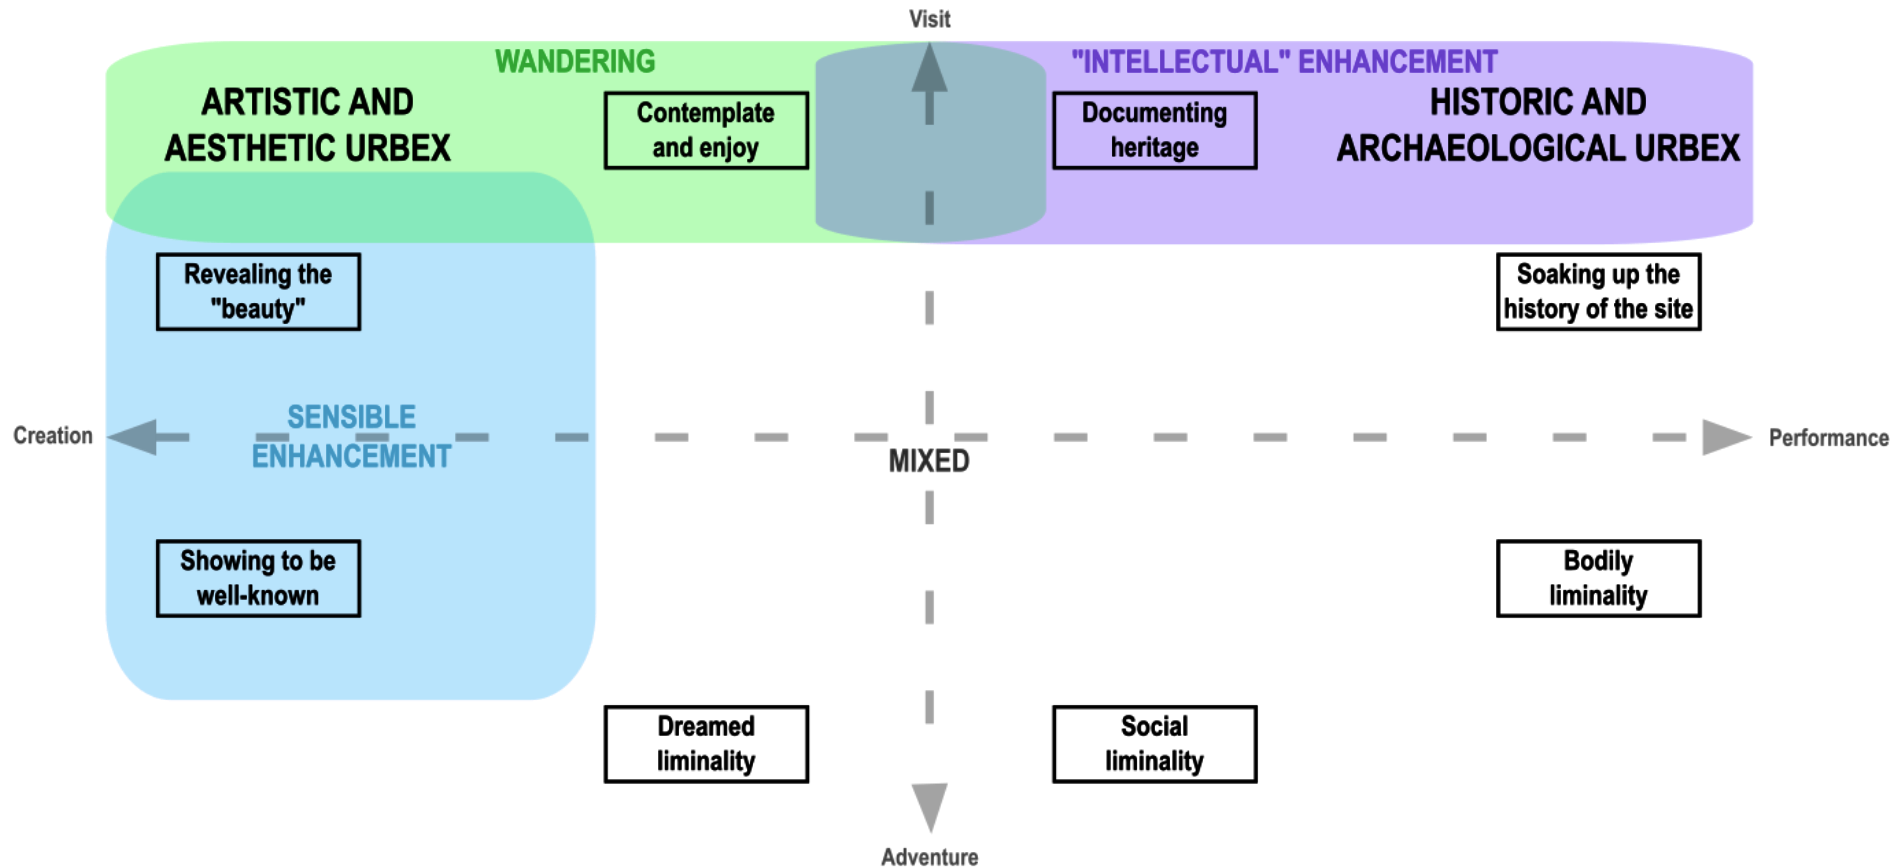 Visit
WANDERING
"INTELLECTUAL" ENHANCEMENT
ARTISTIC AND
AESTHETIC URBEX
Contemplate
and enjoy
Documenting
heritage
HISTORIC AND
ARCHAEOLOGICAL URBEX
Revealing the
"beauty"
Soaking up the
history of the site
Creation
SENSIBLE
ENHANCEMENT
MIXED
Performance
Showing to be
well-known
Bodily
liminality
Dreamed
liminality
Social
liminality
Adventure